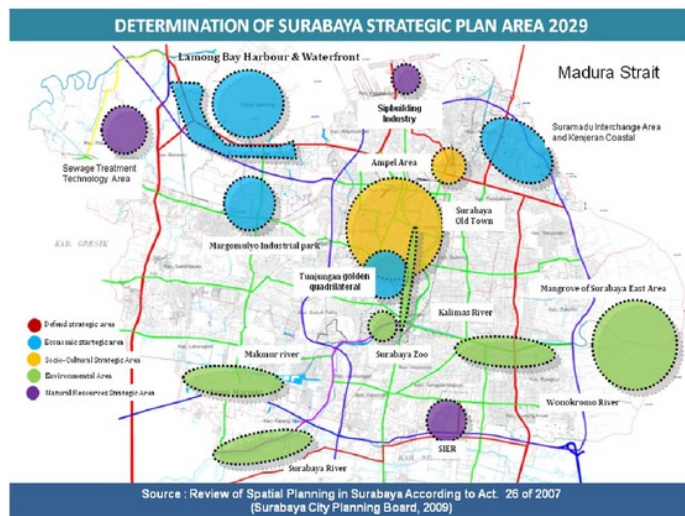 DETERMINATION OF SURABAYA STRATEGIC PLAN AREA 2029
Lamong Bay Harbour & Waterfront
Madura Strait
Sipbuilding
Industry
Suramadu Interchange Area
and Kenjeran Coastal
Sewage Treatment
Technology Area
Ampel Area
Surabaya
Old Town
Margomulyo Industrial park
KAB. GRESIK
Tunjungan golden
quadrilateral
Mangrove of Surabaya East Area
Kalimas River
Defend strategic area
Economic startegic area
Socio-Cultural Strategic Area
Environmental Area
Natural Resources Strategic Area
Makmur river
Surabaya Zoo
Wonokromo River
SIER
Surabaya River
Source : Review of Spatial Planning in Surabaya According to Act. 26 of 2007
(Surabaya City Planning Board, 2009)